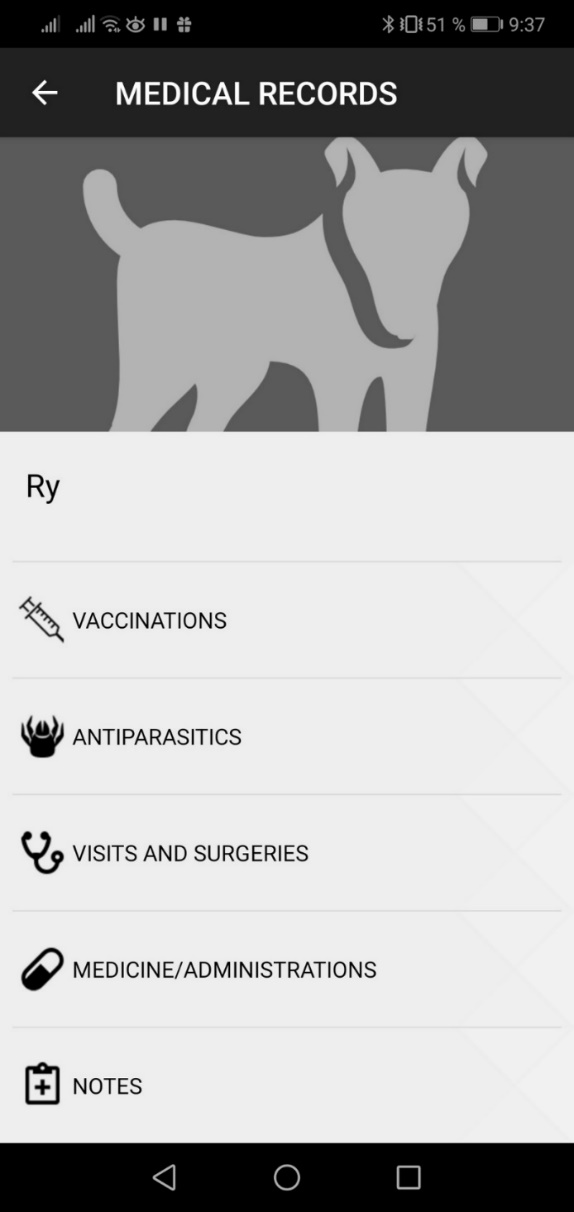 51 % 9:37
MEDICAL RECORDS
Ry
VACCINATIONS
ANTIPARASITICS
VISITS AND SURGERIES
MEDICINE/ADMINISTRATIONS
NOTES